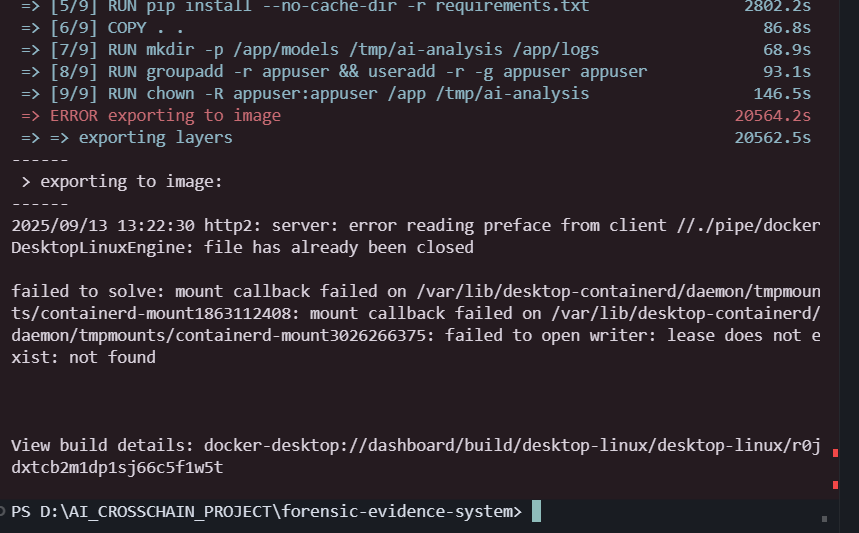 => [5/9] RUN pip install --no-cache-dir -r requirements.txt 2802.2s
=> [6/9] COPY . . 86.8s
=> [7/9] RUN mkdir -p /app/models /tmp/ai-analysis /app/logs 68.9s
=> [8/9] RUN groupadd -r appuser && useradd -r -g appuser appuser 93.1s
=> [9/9] RUN chown -R appuser:appuser /app /tmp/ai-analysis 146.5s
=> ERROR exporting to image 20564.2s
=> => exporting layers 20562.5s
------
> exporting to image:
------
2025/09/13 13:22:30 http2: server: error reading preface from client //./pipe/docker
DesktopLinuxEngine: file has already been closed
failed to solve: mount callback failed on /var/lib/desktop-containerd/daemon/tmpmoun
ts/containerd-mount1863112408: mount callback failed on /var/lib/desktop-containerd/
daemon/tmpmounts/containerd-mount3026266375: failed to open writer: lease does not e
xist: not found
View build details: docker-desktop://dashboard/build/desktop-linux/desktop-linux/r0j
dxtcb2m1dp1sj66c5f1w5t
PS D:\AI_CROSSCHAIN_PROJECT\forensic-evidence-system>